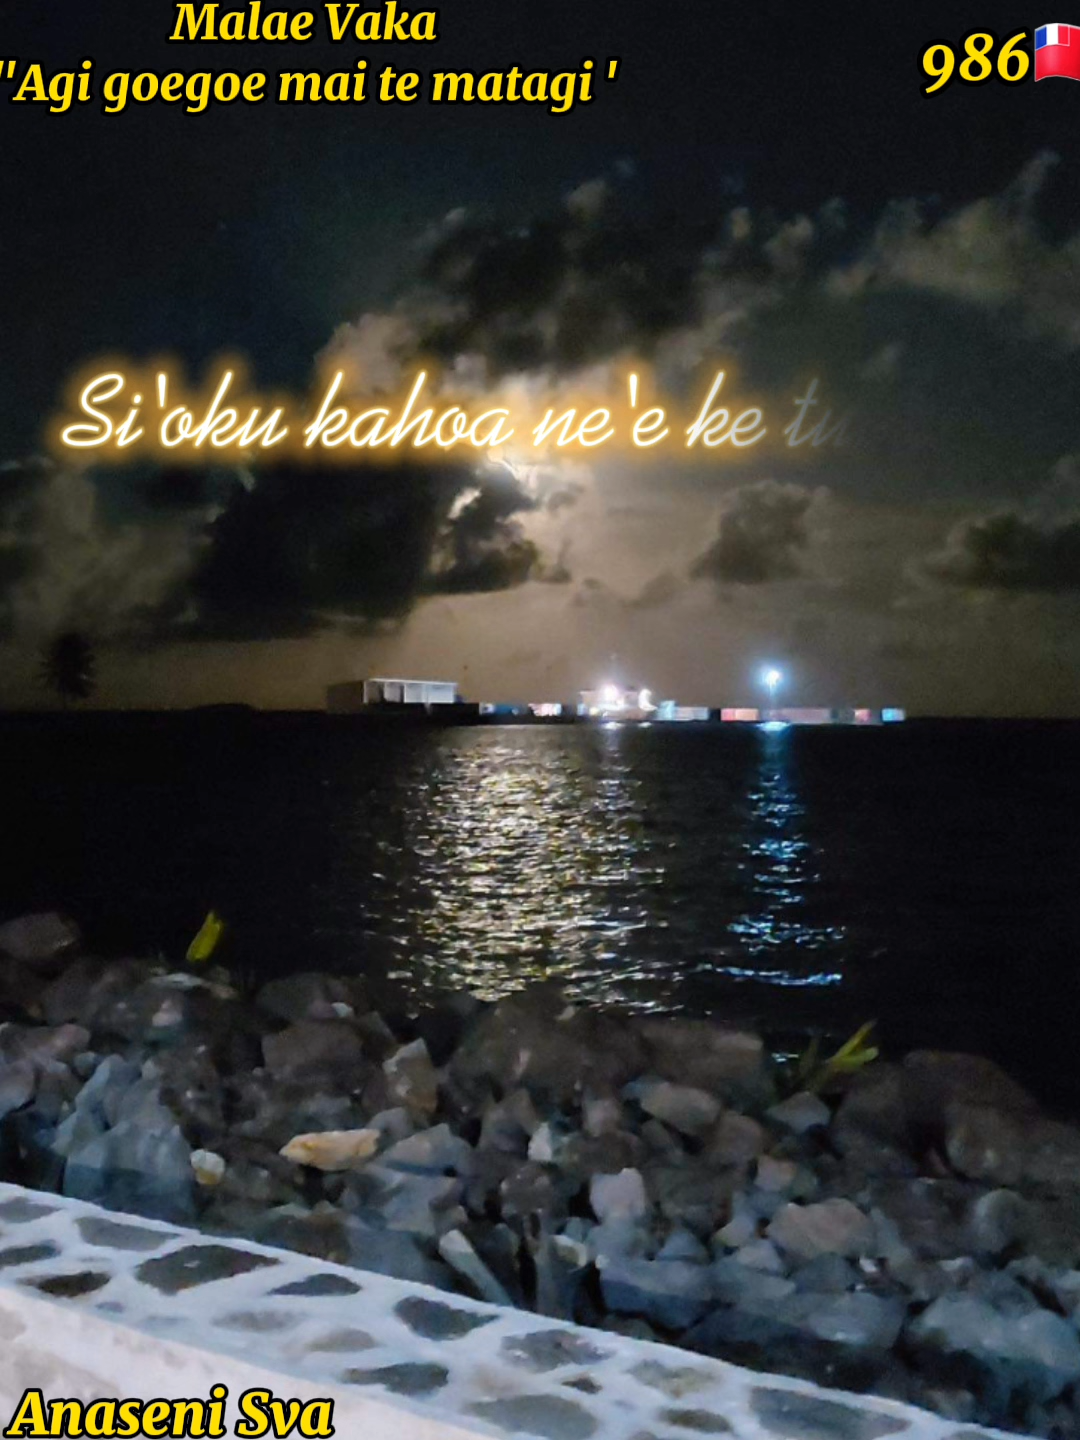 Malae Vaka
"Agi goegoe mai te matagi '
986🇼🇫
Si'oku kahoa ne'e ke
Anaseni Sva